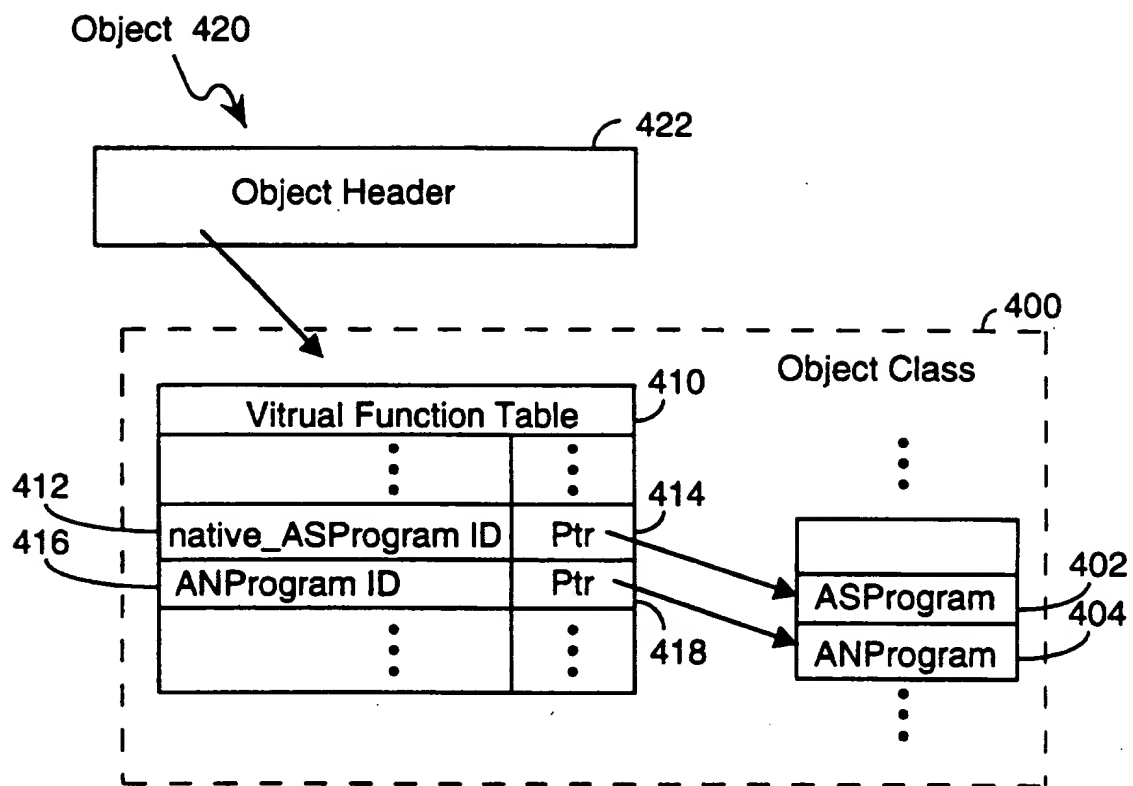 Object 420
422
Object Header
400
Object Class
410
Vitrual Function Table
412
414
native_ASProgram ID Ptr
416
ANProgram ID Ptr
418
402
ASProgram
404
ANProgram